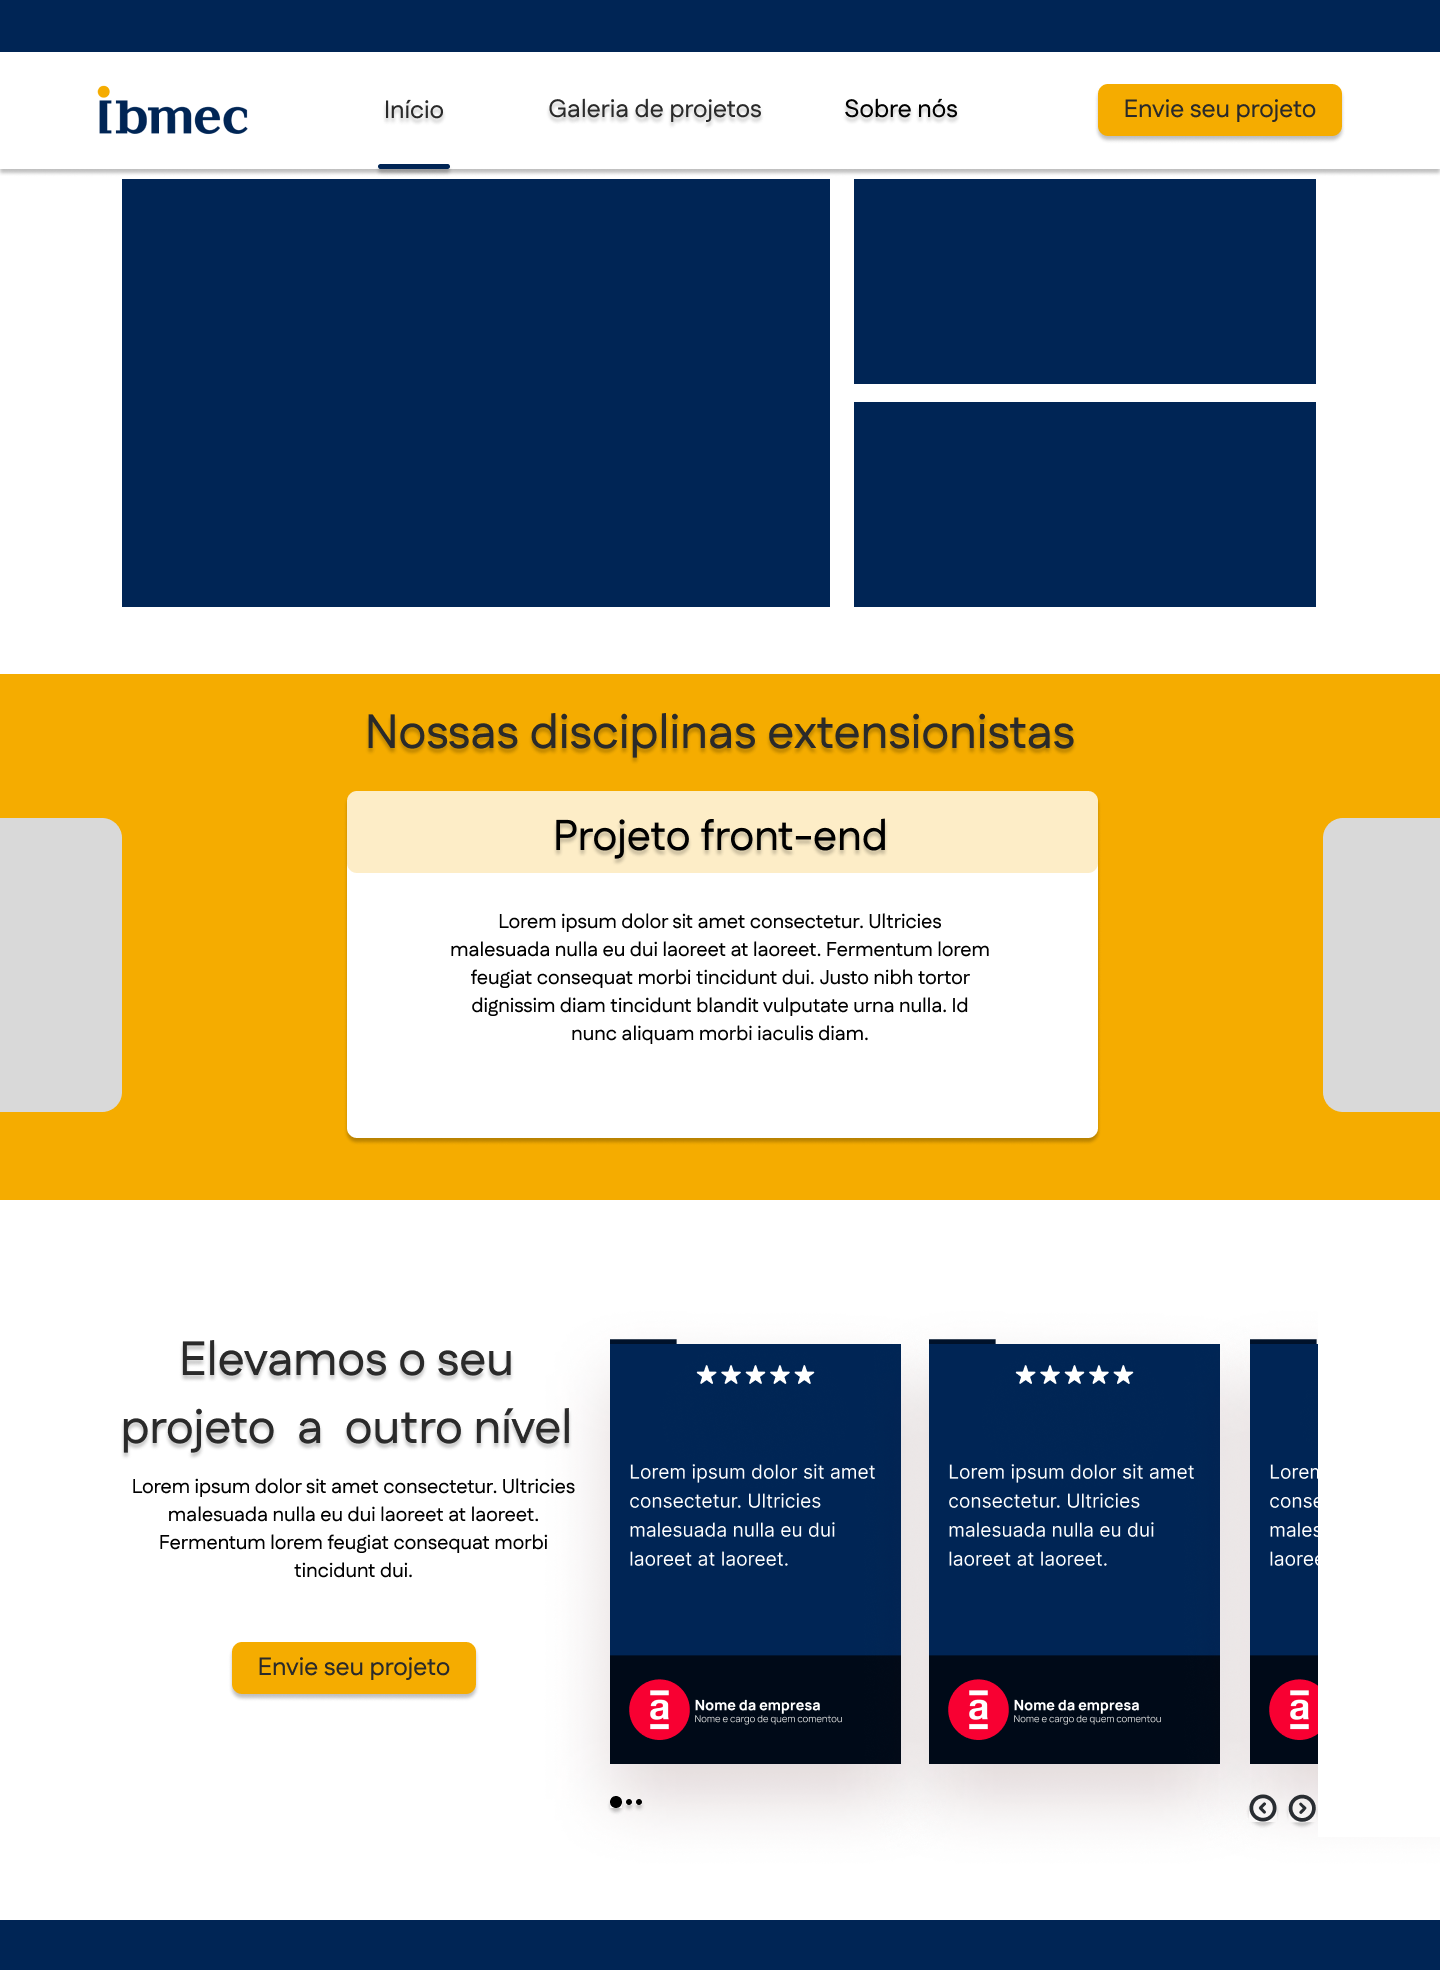 ibmec
Início
Galeria de projetos
Sobre nós
Envie seu projeto
Nossas disciplinas extensionistas
Projeto front-end
Lorem ipsum dolor sit amet consectetur. Ultricies
malesuada nulla eu dui laoreet at laoreet. Fermentum lorem
feugiat consequat morbi tincidunt dui. Justo nibh tortor
dignissim diam tincidunt blandit vulputate urna nulla. Id
nunc aliquam morbi iaculis diam.
Elevamos o seu
projeto a outro nível
Lorem ipsum dolor sit amet consectetur. Ultricies
malesuada nulla eu dui laoreet at laoreet.
Fermentum lorem feugiat consequat morbi
tincidunt dui.
Envie seu projeto
Lorem ipsum dolor sit amet
consectetur. Ultricies
malesuada nulla eu dui
laoreet at laoreet.
a
Nome da empresa
Nome e cargo de quem comentou
Lorem ipsum dolor sit amet
consectetur. Ultricies
malesuada nulla eu dui
laoreet at laoreet.
a
Nome da empresa
Nome e cargo de quem comentou
a